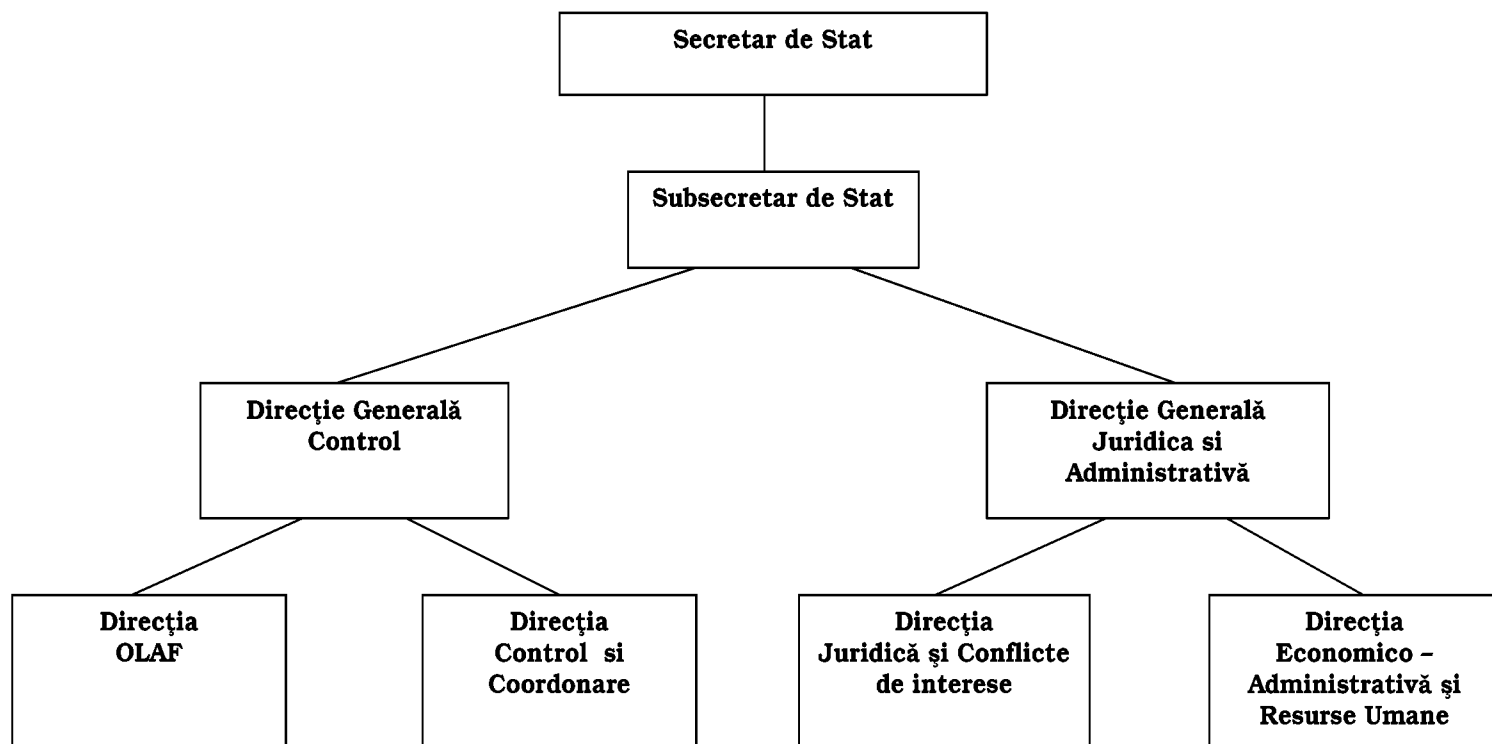 Secretar de Stat
Subsecretar de Stat
Direcţie Generală
Control
Direcţie Generală
Juridica si
Administrativă
Direcţia
OLAF
Direcţia
Control si
Coordonare
Direcţia
Juridică şi Conflicte
de interese
Direcţia
Economico –
Administrativă şi
Resurse Umane